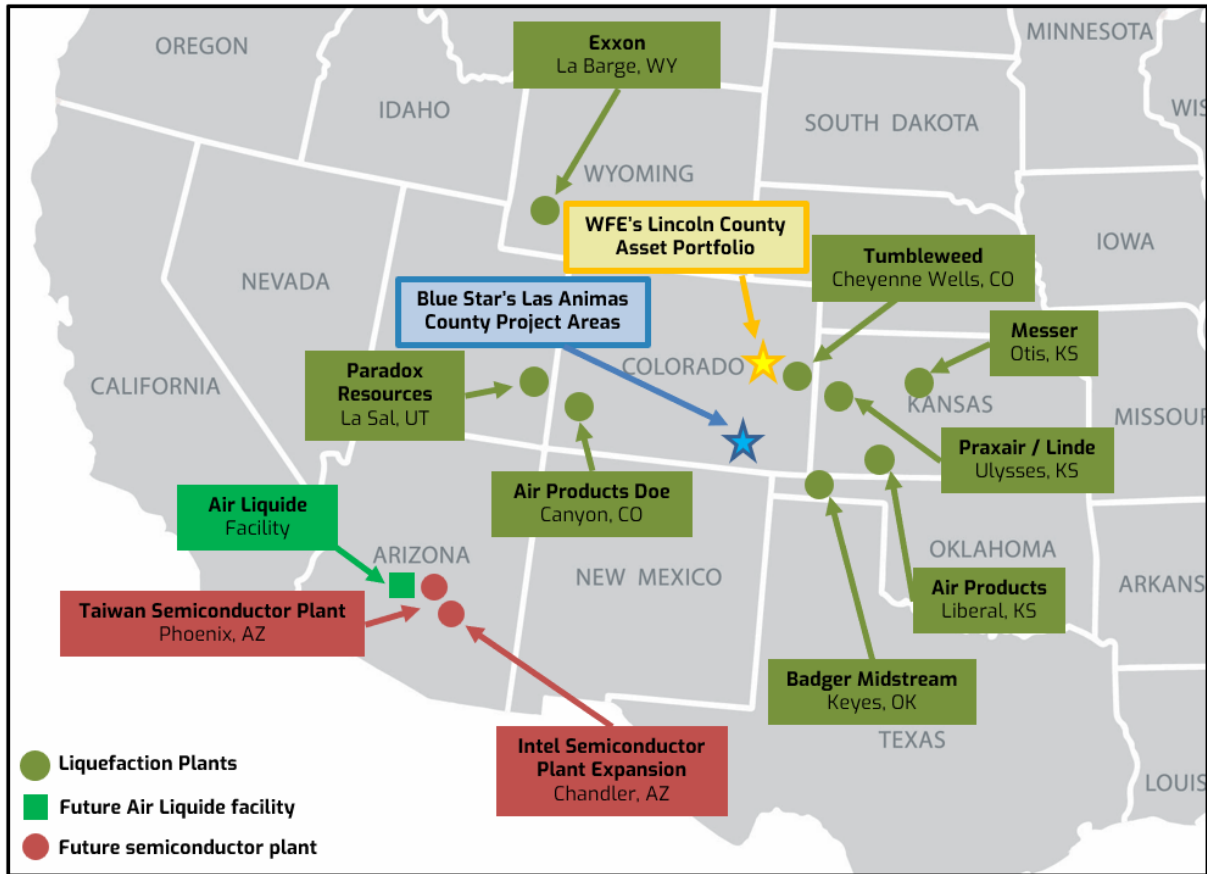 OREGON
IDAHO
WYOMING
SOUTH DAKOTA
MINNESOTA
WIS
IOWA
NEVADA
CALIFORNIA
COLORADO
KANSAS
MISSOUR
ARIZONA
NEW MEXICO
OKLAHOMA
ARKANS
TEXAS
LOUIS
Exxon
La Barge, WY
WFE's Lincoln County
Asset Portfolio
Tumbleweed
Cheyenne Wells, CO
Blue Star's Las Animas
County Project Areas
Messer
Otis, KS
Paradox
Resources
La Sal, UT
Praxair / Linde
Ulysses, KS
Air Products Doe
Canyon, CO
Air Liquide
Facility
Air Products
Liberal, KS
Taiwan Semiconductor Plant
Phoenix, AZ
Badger Midstream
Keyes, OK
Intel Semiconductor
Plant Expansion
Chandler, AZ
Liquefaction Plants
Future Air Liquide facility
Future semiconductor plant